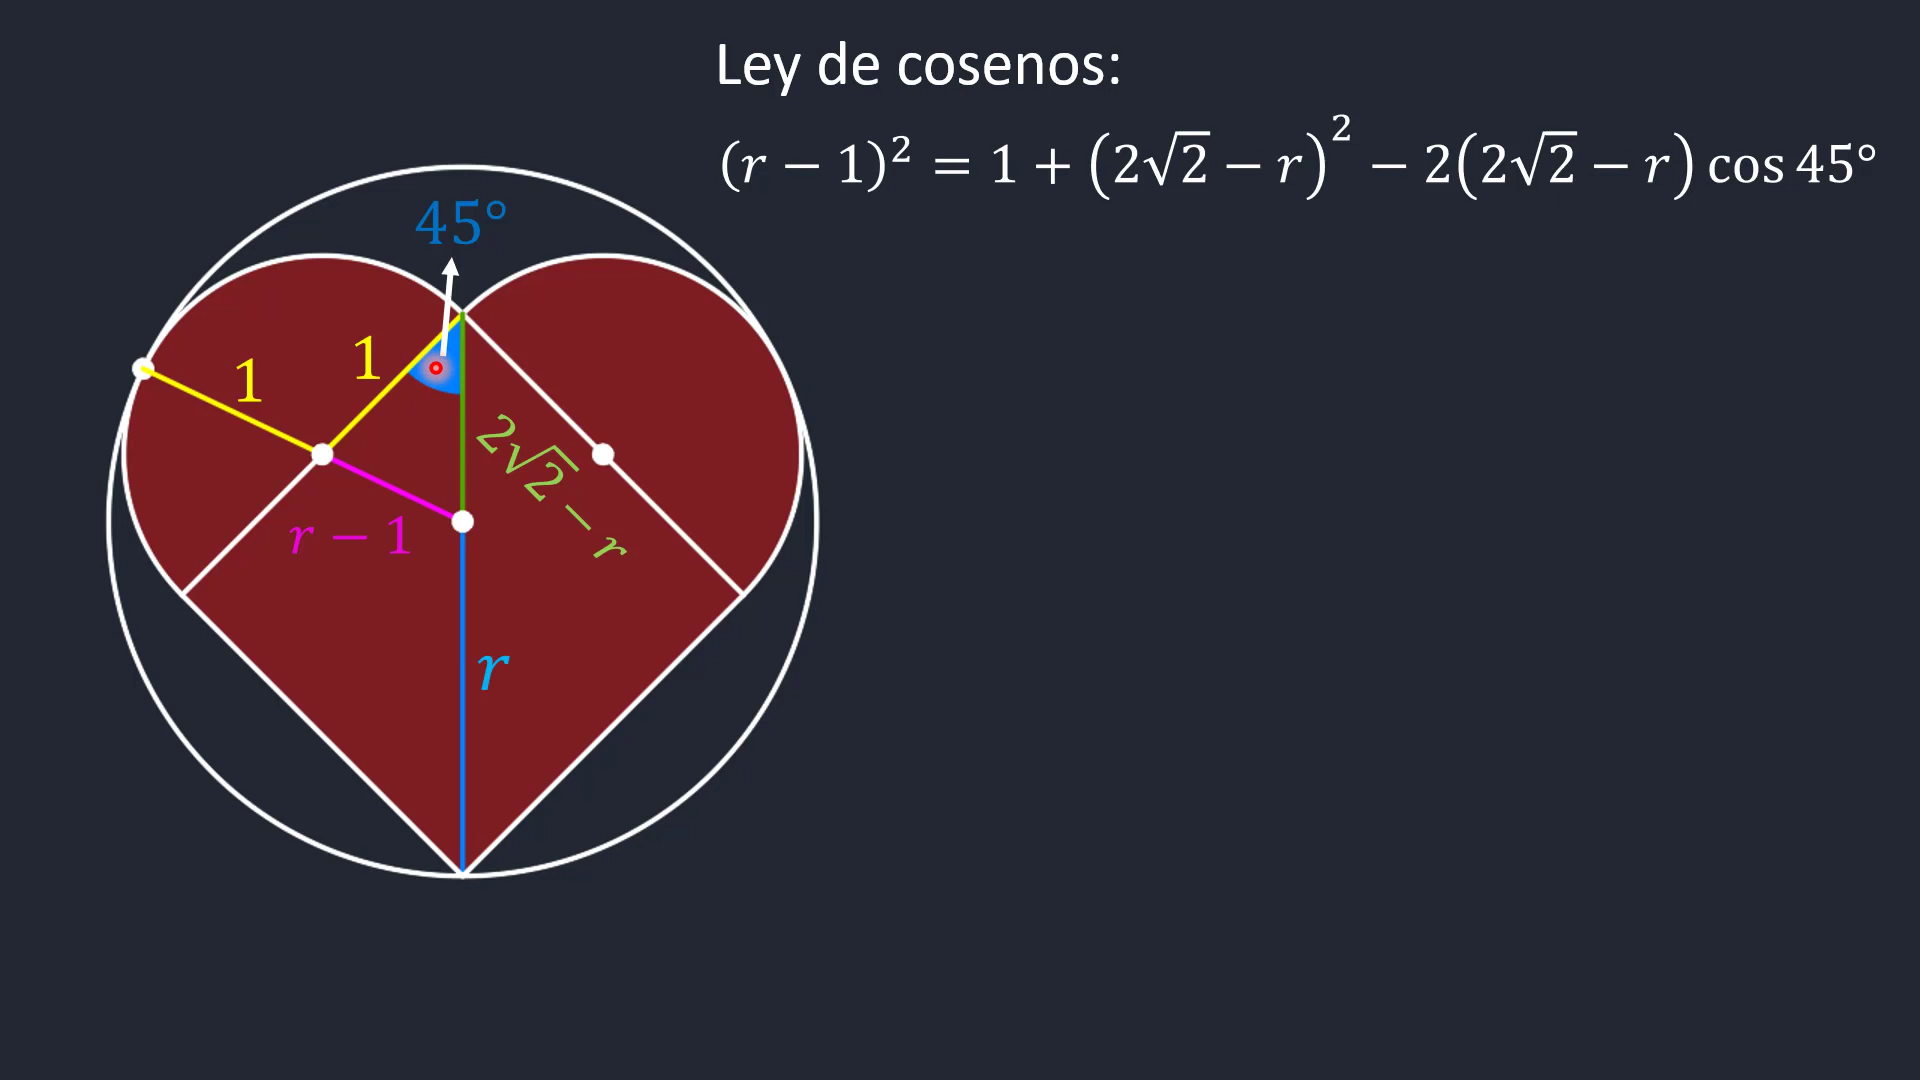 Ley de cosenos:
(r − 1)² = 1 + (2√2 − r)² − 2(2√2 − r) cos 45°
45°
1
1
2√2 − r
r − 1
r